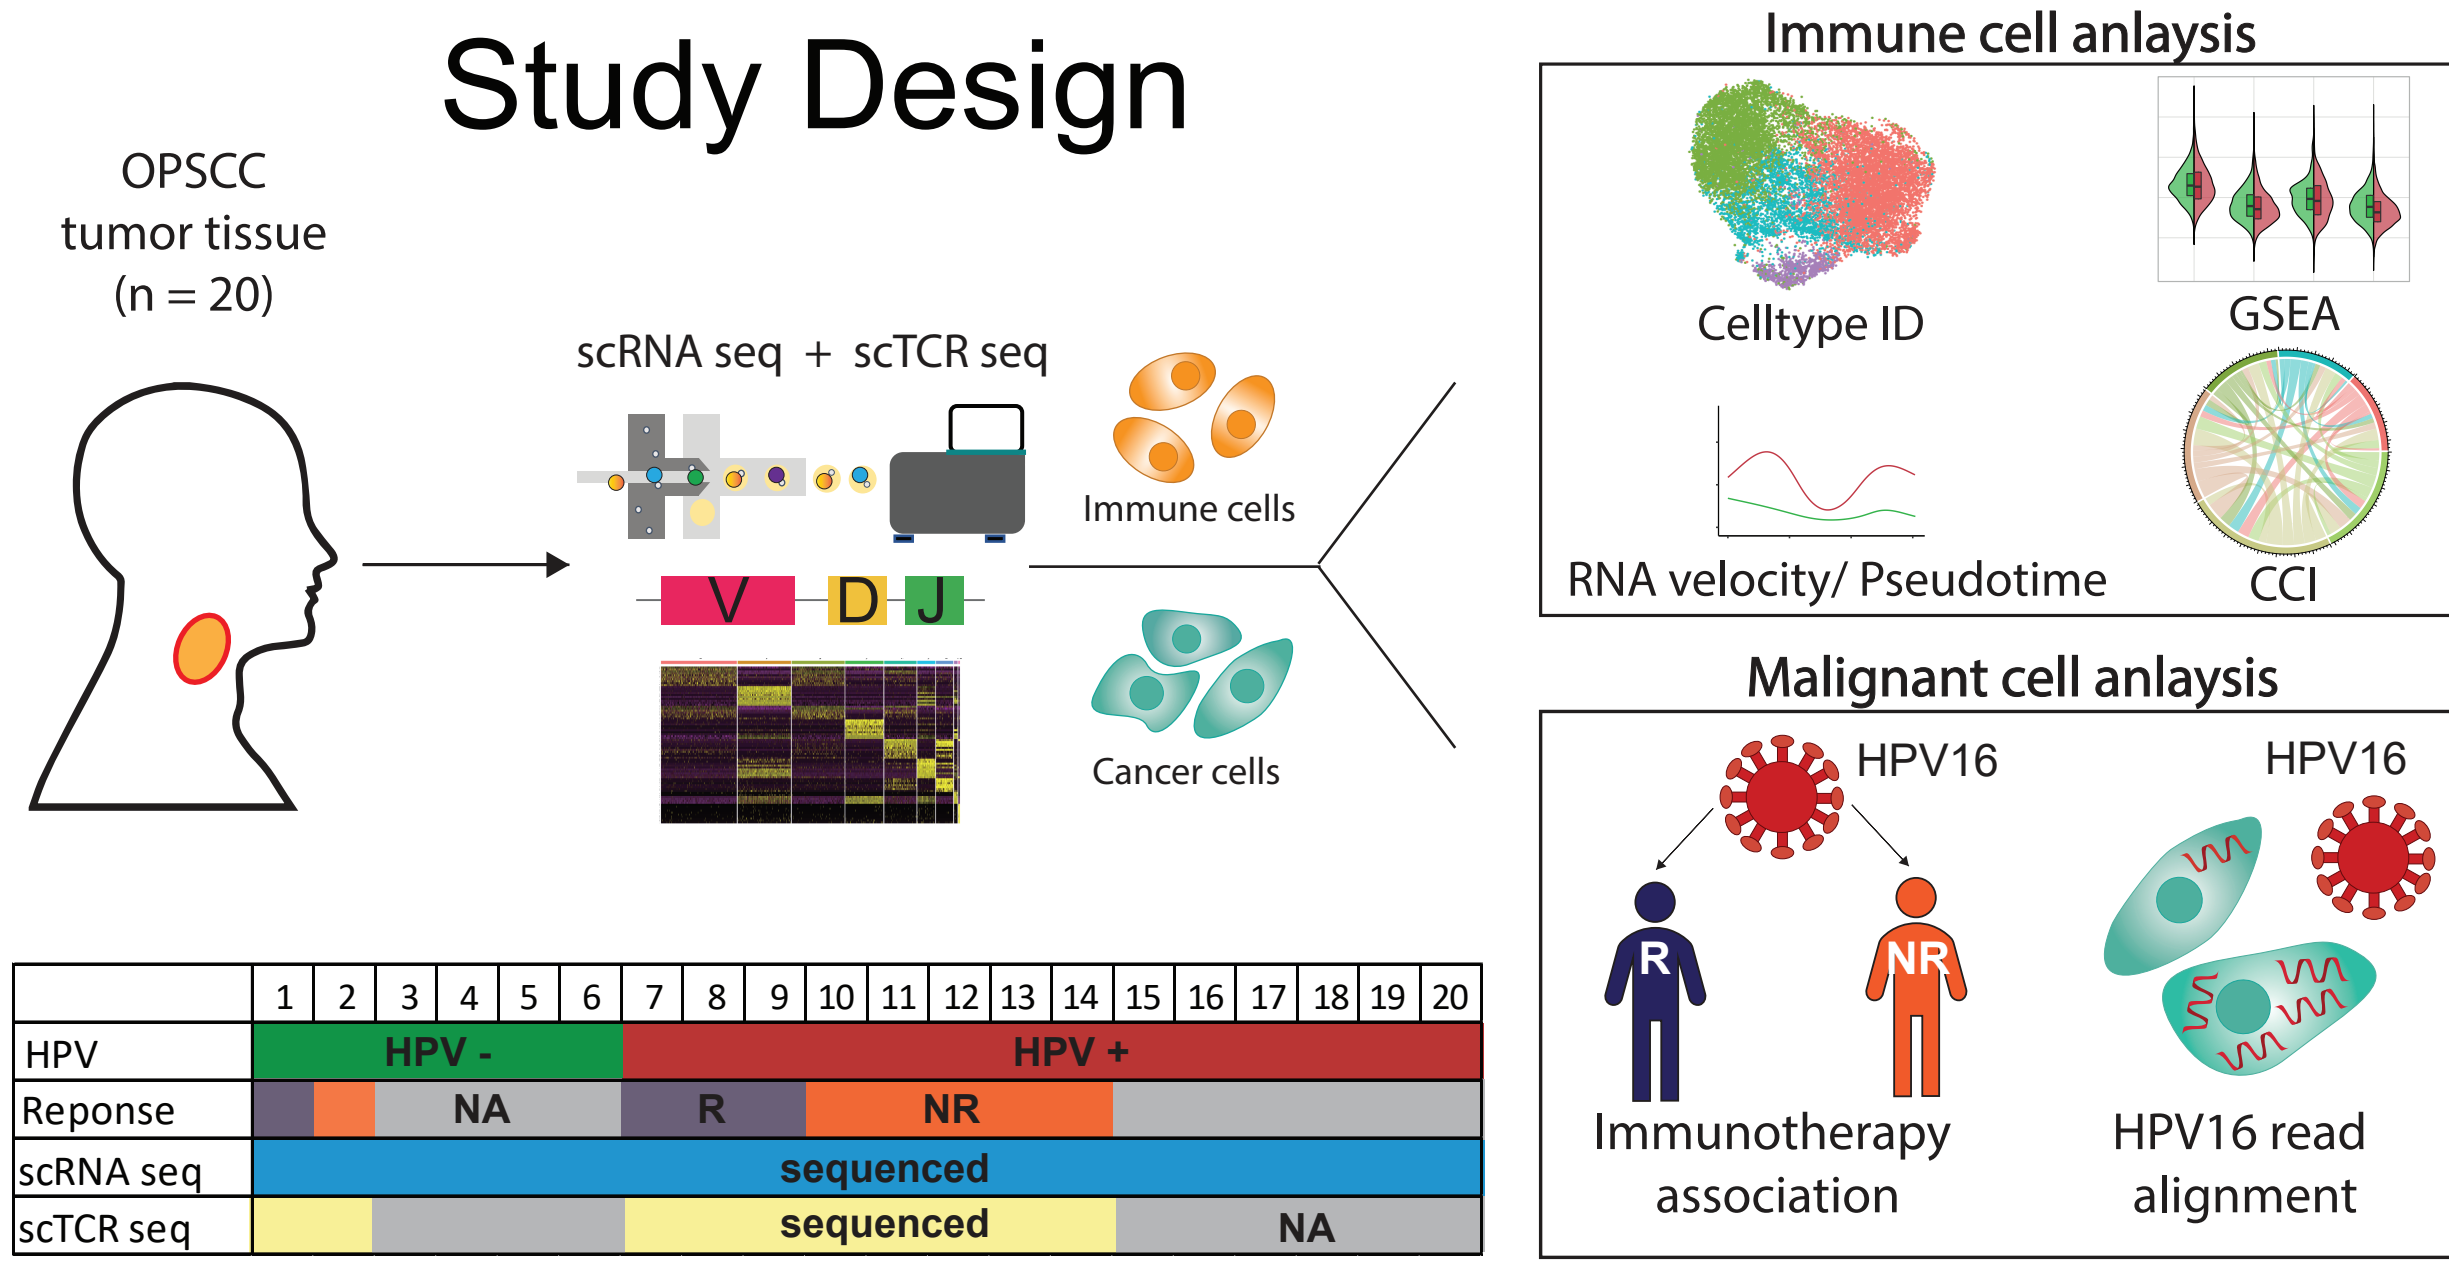 Study Design
OPSCC
tumor tissue
(n = 20)
scRNA seq + scTCR seq
V D J
Immune cells
Cancer cells
Immune cell anlaysis
Celltype ID
GSEA
RNA velocity/ Pseudotime
CCI
Malignant cell anlaysis
HPV16
HPV16
R
NR
Immunotherapy
association
HPV16 read
alignment
1 2 3 4 5 6 7 8 9 10 11 12 13 14 15 16 17 18 19 20
HPV HPV - HPV +
Reponse NA R NR
scRNA seq sequenced
scTCR seq sequenced NA